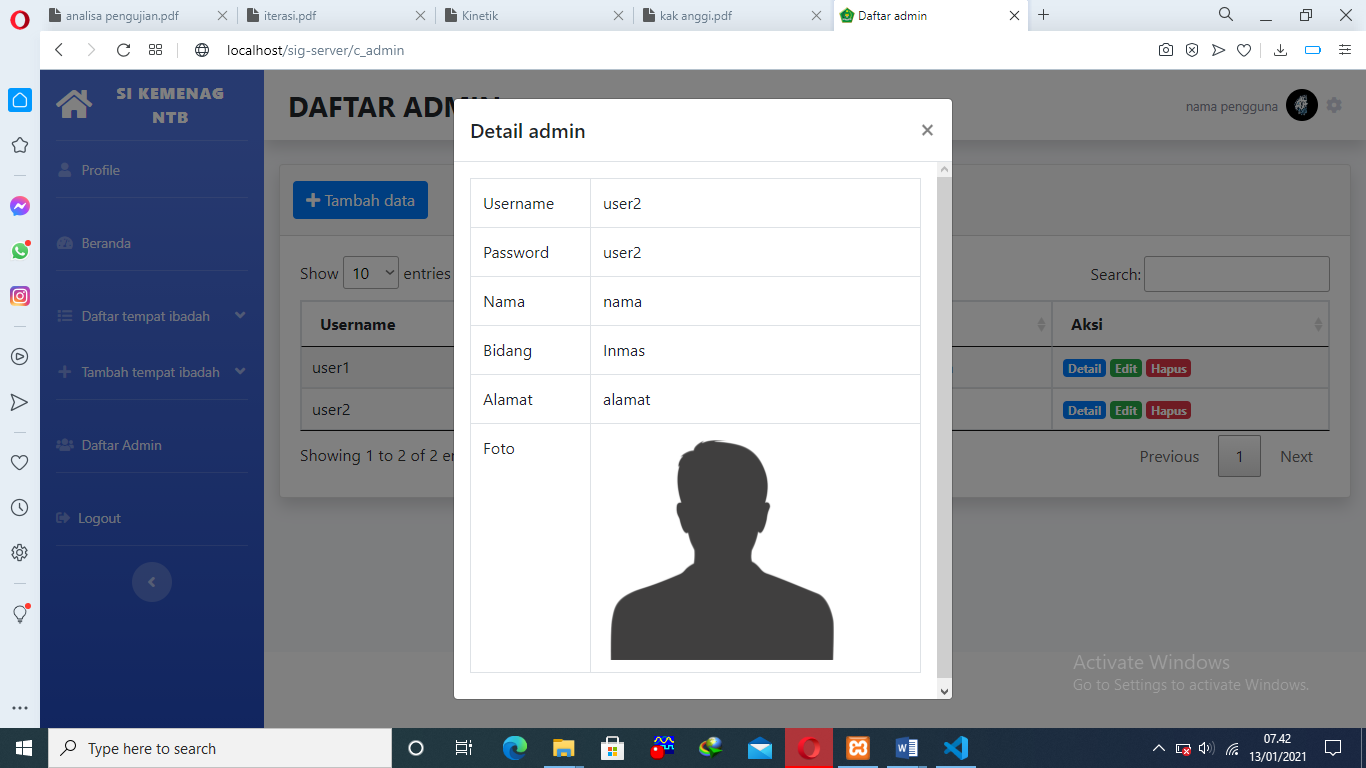 analisa pengujian.pdf
iterasi.pdf
Kinetik
kak anggi.pdf
Daftar admin
localhost/sig-server/c_admin
SI KEMENAG
NTB
Profile
Beranda
Daftar tempat ibadah
Tambah tempat ibadah
Daftar Admin
Logout
DAFTAR ADMIN
nama pengguna
Tambah data
Show 10 entries
Search:
Username
Aksi
user1
Detail Edit Hapus
user2
Detail Edit Hapus
Showing 1 to 2 of 2 en
Previous 1 Next
Detail admin
×
Username user2
Password user2
Nama nama
Bidang Inmas
Alamat alamat
Foto
Activate Windows
Go to Settings to activate Windows.
Type here to search
07.42
13/01/2021